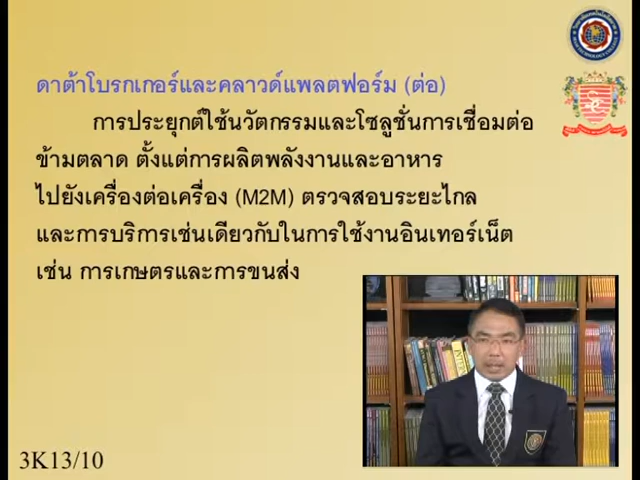 ดาต้าโบรกเกอร์และคลาวด์แพลตฟอร์ม (ต่อ)
การประยุกต์ใช้นวัตกรรมและโซลูชั่นการเชื่อมต่อ
ข้ามตลาด ตั้งแต่การผลิตพลังงานและอาหาร
ไปยังเครื่องต่อเครื่อง (M2M) ตรวจสอบระยะไกล
และการบริการเช่นเดียวกับในการใช้งานอินเทอร์เน็ต
เช่น การเกษตรและการขนส่ง
3K13/10